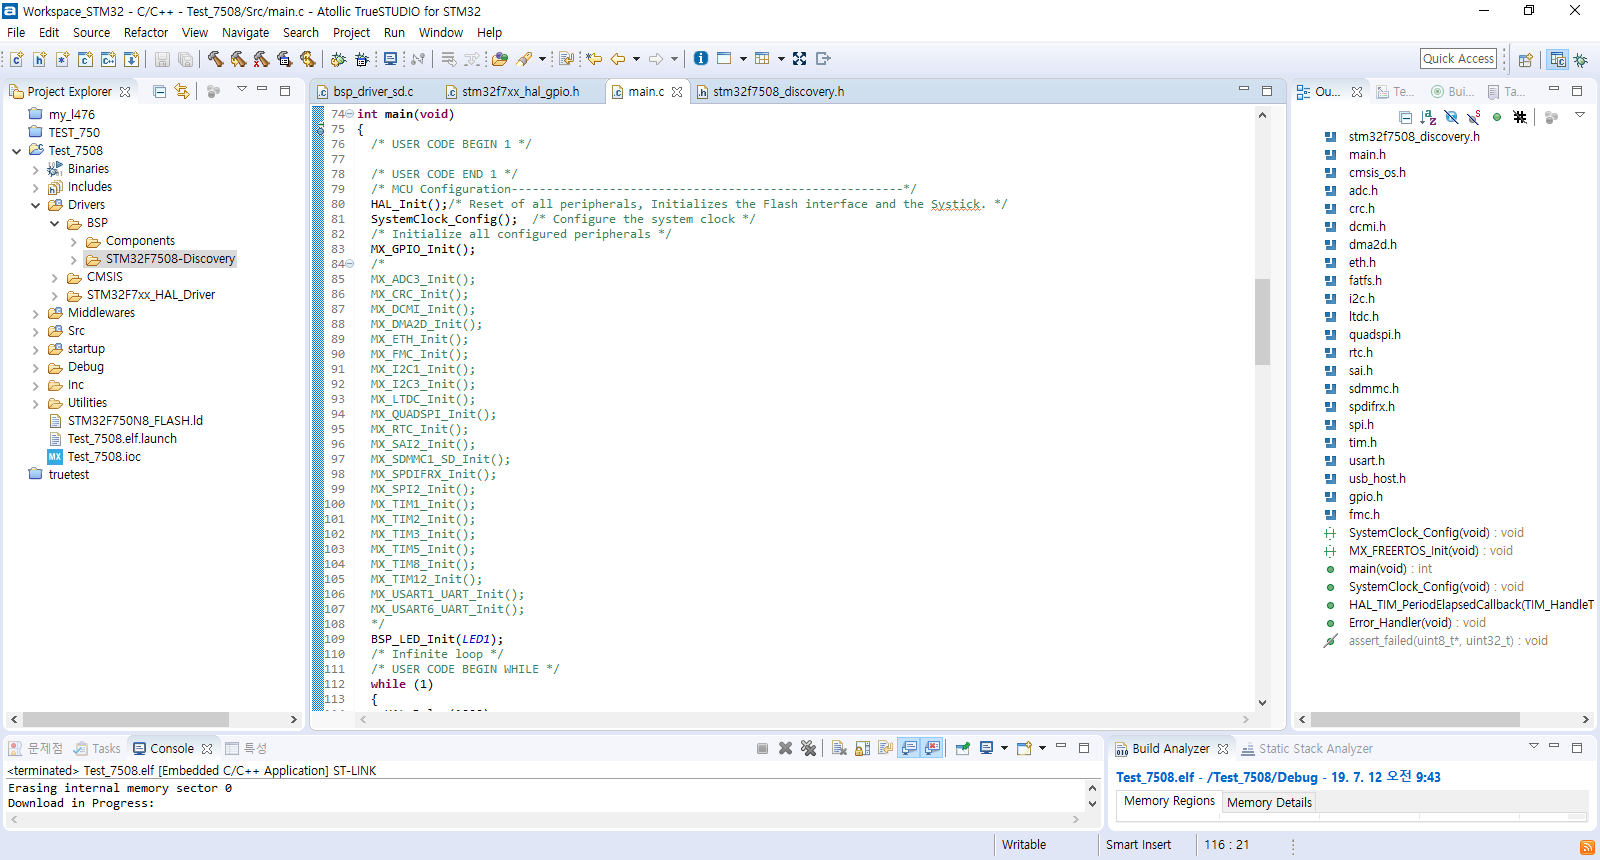 Workspace_STM32 - C/C++ - Test_7508/Src/main.c - Atollic TrueSTUDIO for STM32
File Edit Source Refactor View Navigate Search Project Run Window Help
Quick Access
Project Explorer
my_l476
TEST_750
Test_7508
Binaries
Includes
Drivers
BSP
Components
STM32F7508-Discovery
CMSIS
STM32F7xx_HAL_Driver
Middlewares
Src
startup
Debug
Inc
Utilities
STM32F750N8_FLASH.ld
Test_7508.elf.launch
Test_7508.ioc
truetest
bsp_driver_sd.c stm32f7xx_hal_gpio.h main.c stm32f7508_discovery.h
74 int main(void)
75 {
76 /* USER CODE BEGIN 1 */
77
78 /* USER CODE END 1 */
79 /* MCU Configuration--------------------------------------------------------*/
80 HAL_Init();/* Reset of all peripherals, Initializes the Flash interface and the Systick. */
81 SystemClock_Config(); /* Configure the system clock */
82 /* Initialize all configured peripherals */
83 MX_GPIO_Init();
84 /*
85 MX_ADC3_Init();
86 MX_CRC_Init();
87 MX_DCMI_Init();
88 MX_DMA2D_Init();
89 MX_ETH_Init();
90 MX_FMC_Init();
91 MX_I2C1_Init();
92 MX_I2C3_Init();
93 MX_LTDC_Init();
94 MX_QUADSPI_Init();
95 MX_RTC_Init();
96 MX_SAI2_Init();
97 MX_SDMMC1_SD_Init();
98 MX_SPDIFRX_Init();
99 MX_SPI2_Init();
100 MX_TIM1_Init();
101 MX_TIM2_Init();
102 MX_TIM3_Init();
103 MX_TIM5_Init();
104 MX_TIM8_Init();
105 MX_TIM12_Init();
106 MX_USART1_UART_Init();
107 MX_USART6_UART_Init();
108 */
109 BSP_LED_Init(LED1);
110 /* Infinite loop */
111 /* USER CODE BEGIN WHILE */
112 while (1)
113 {
Ou... Te... Bui... Ta...
stm32f7508_discovery.h
main.h
cmsis_os.h
adc.h
crc.h
dcmi.h
dma2d.h
eth.h
fatfs.h
i2c.h
ltdc.h
quadspi.h
rtc.h
sai.h
sdmmc.h
spdifrx.h
spi.h
tim.h
usart.h
usb_host.h
gpio.h
fmc.h
SystemClock_Config(void) : void
MX_FREERTOS_Init(void) : void
main(void) : int
SystemClock_Config(void) : void
HAL_TIM_PeriodElapsedCallback(TIM_HandleT
Error_Handler(void) : void
assert_failed(uint8_t*, uint32_t) : void
문제점 Tasks Console 특성
<terminated> Test_7508.elf [Embedded C/C++ Application] ST-LINK
Erasing internal memory sector 0
Download in Progress:
Build Analyzer Static Stack Analyzer
Test_7508.elf - /Test_7508/Debug - 19. 7. 12 오전 9:43
Memory Regions Memory Details
Writable Smart Insert 116 : 21